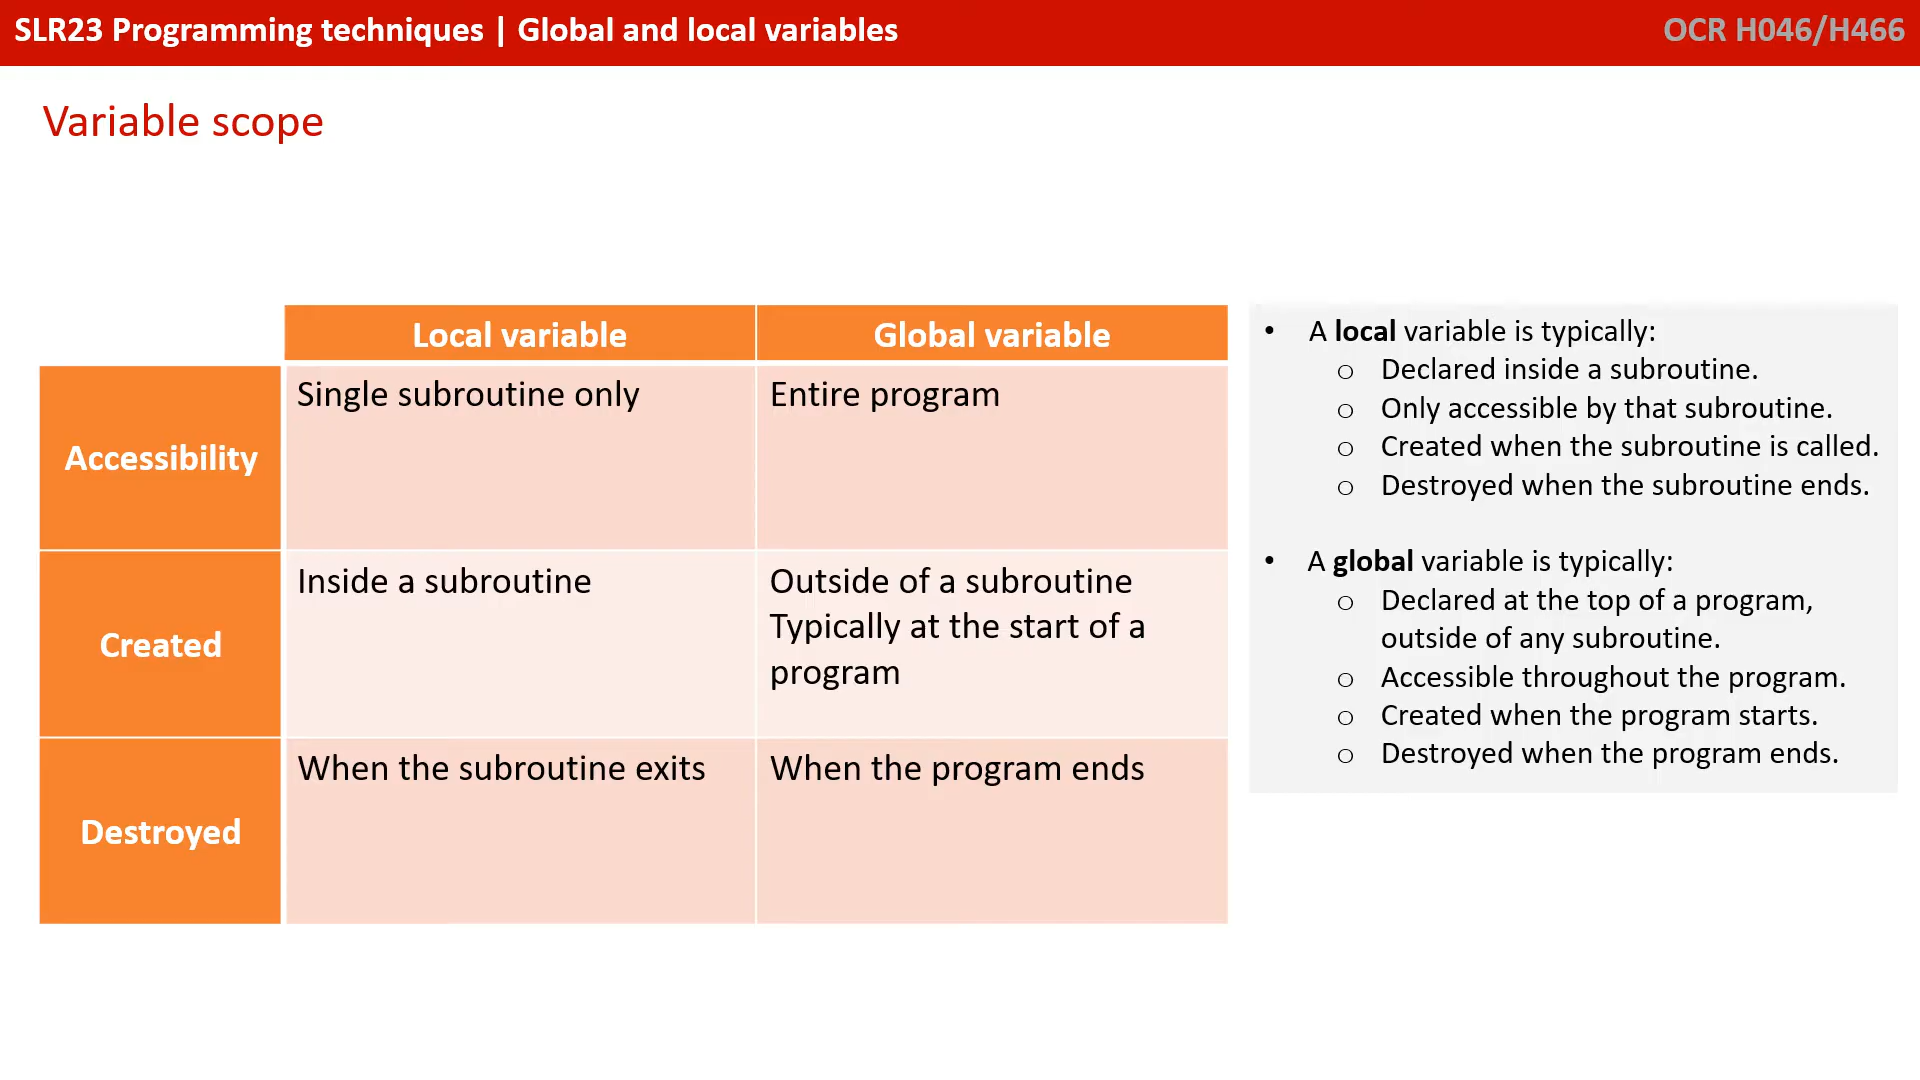 SLR23 Programming techniques | Global and local variables
OCR H046/H466
Variable scope
Local variable
Global variable
Accessibility
Single subroutine only
Entire program
Created
Inside a subroutine
Outside of a subroutine
Typically at the start of a
program
Destroyed
When the subroutine exits
When the program ends
• A local variable is typically:
o Declared inside a subroutine.
o Only accessible by that subroutine.
o Created when the subroutine is called.
o Destroyed when the subroutine ends.
• A global variable is typically:
o Declared at the top of a program,
outside of any subroutine.
o Accessible throughout the program.
o Created when the program starts.
o Destroyed when the program ends.